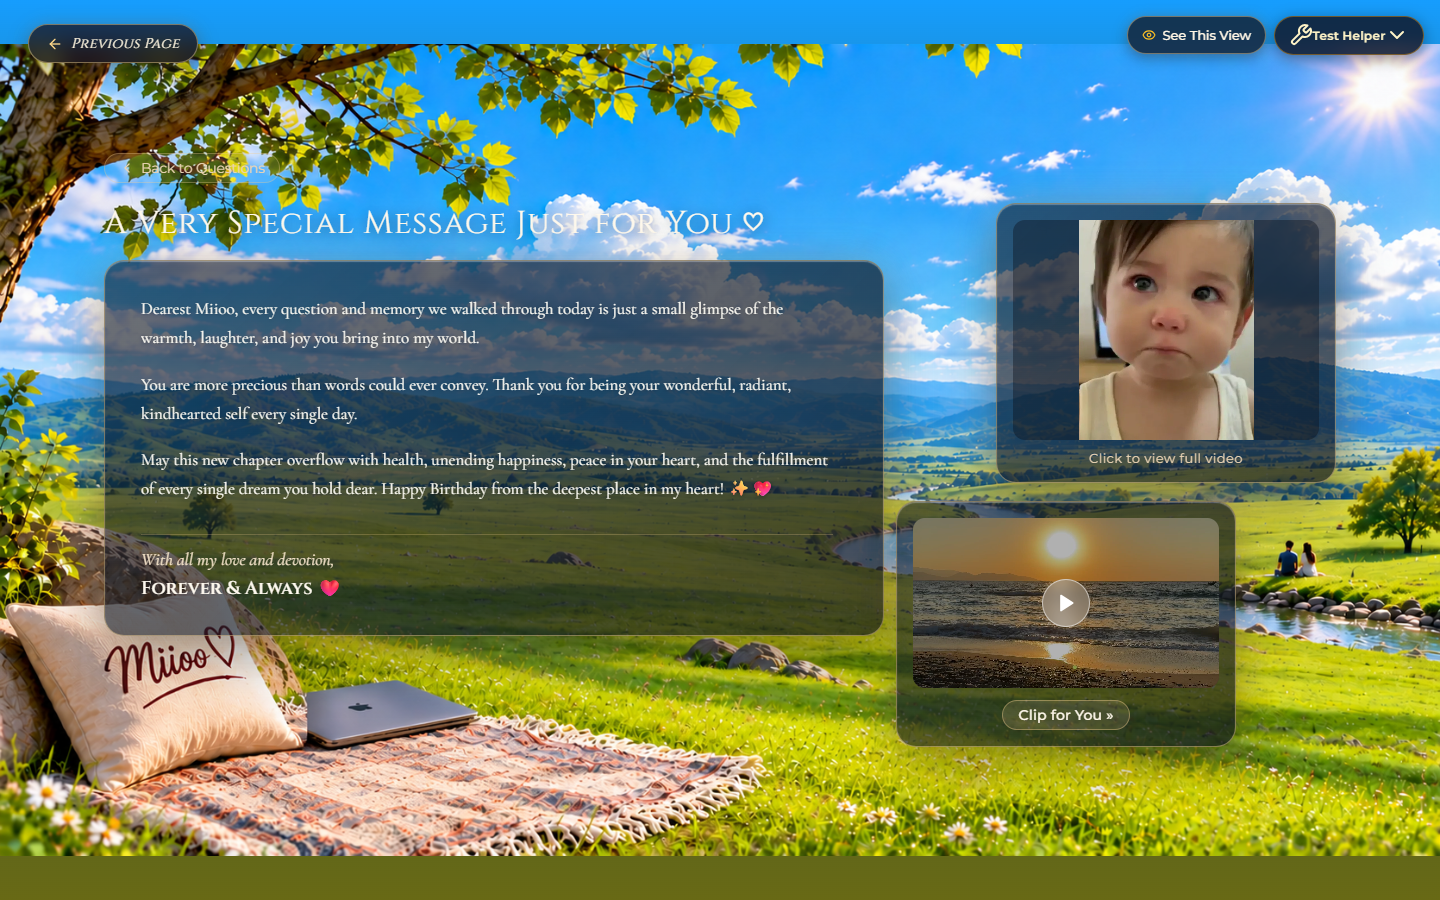 Previous Page
See This View
Test Helper
Back to Questions
A Very Special Message Just for You ♡
Dearest Miioo, every question and memory we walked through today is just a small glimpse of the
warmth, laughter, and joy you bring into my world.
You are more precious than words could ever convey. Thank you for being your wonderful, radiant,
kindhearted self every single day.
May this new chapter overflow with health, unending happiness, peace in your heart, and the fulfillment
of every single dream you hold dear. Happy Birthday from the deepest place in my heart! ✨ 💖
With all my love and devotion,
Forever & Always ❤️
Click to view full video
Clip for You »
Miioo♡